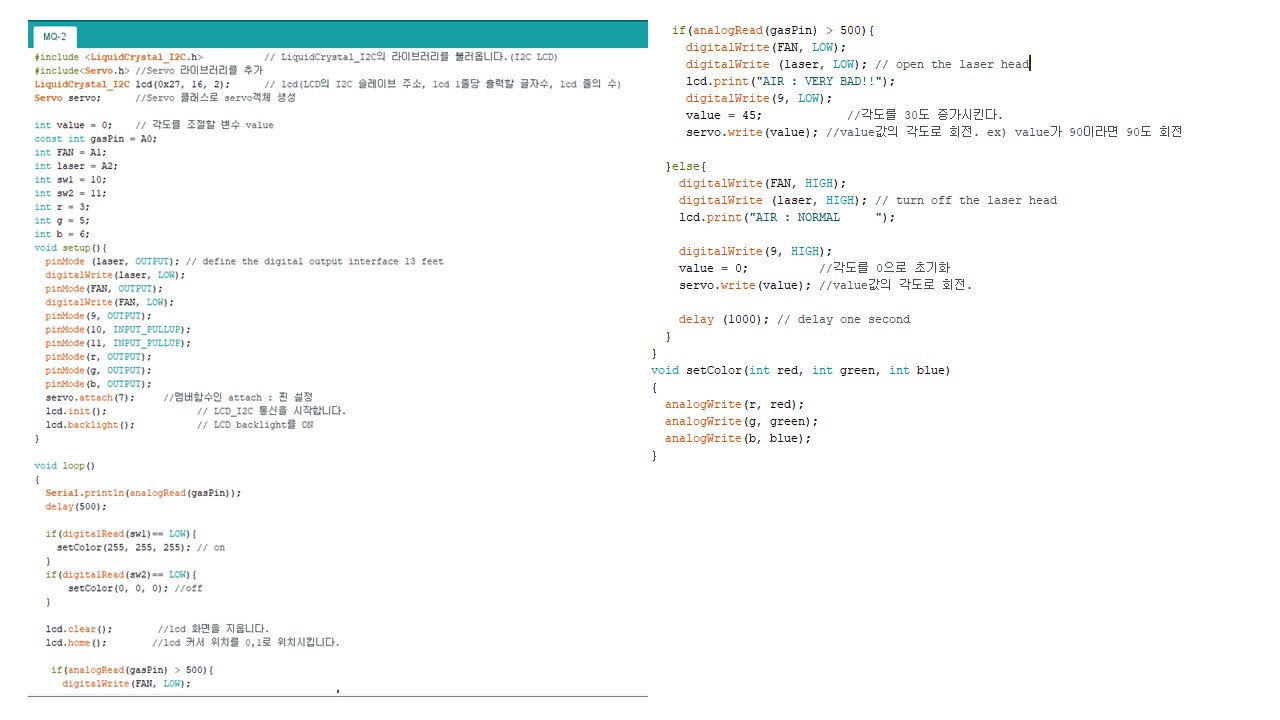 MQ-2
#include <LiquidCrystal_I2C.h> // LiquidCrystal_I2C의 라이브러리를 불러옵니다.(I2C LCD)
#include<Servo.h> //Servo 라이브러리를 추가
LiquidCrystal_I2C lcd(0x27, 16, 2); // lcd(LCD의 I2C 슬레이브 주소, lcd 1줄당 출력할 글자수, lcd 줄의 수)
Servo servo; //Servo 클래스로 servo객체 생성
int value = 0; // 각도를 조절할 변수 value
const int gasPin = A0;
int FAN = A1;
int laser = A2;
int sw1 = 10;
int sw2 = 11;
int r = 3;
int g = 5;
int b = 6;
void setup(){
pinMode (laser, OUTPUT); // define the digital output interface 13 feet
digitalWrite(laser, LOW);
pinMode(FAN, OUTPUT);
digitalWrite(FAN, LOW);
pinMode(9, OUTPUT);
pinMode(10, INPUT_PULLUP);
pinMode(11, INPUT_PULLUP);
pinMode(r, OUTPUT);
pinMode(g, OUTPUT);
pinMode(b, OUTPUT);
servo.attach(7); //멤버함수인 attach : 핀 설정
lcd.init(); // LCD_I2C 통신을 시작합니다.
lcd.backlight(); // LCD backlight를 ON
}
void loop()
{
Serial.println(analogRead(gasPin));
delay(500);
if(digitalRead(sw1)== LOW){
setColor(255, 255, 255); // on
}
if(digitalRead(sw2)== LOW){
setColor(0, 0, 0); //off
}
lcd.clear(); //lcd 화면을 지웁니다.
lcd.home(); //lcd 커서 위치를 0,1로 위치시킵니다.
if(analogRead(gasPin) > 500){
digitalWrite(FAN, LOW);
if(analogRead(gasPin) > 500){
digitalWrite(FAN, LOW);
digitalWrite (laser, LOW); // open the laser head
lcd.print("AIR : VERY BAD!!");
digitalWrite(9, LOW);
value = 45; //각도를 30도 증가시킨다.
servo.write(value); //value값의 각도로 회전. ex) value가 90이라면 90도 회전
}else{
digitalWrite(FAN, HIGH);
digitalWrite (laser, HIGH); // turn off the laser head
lcd.print("AIR : NORMAL     ");
digitalWrite(9, HIGH);
value = 0; //각도를 0으로 초기화
servo.write(value); //value값의 각도로 회전.
delay (1000); // delay one second
}
}
void setColor(int red, int green, int blue)
{
analogWrite(r, red);
analogWrite(g, green);
analogWrite(b, blue);
}